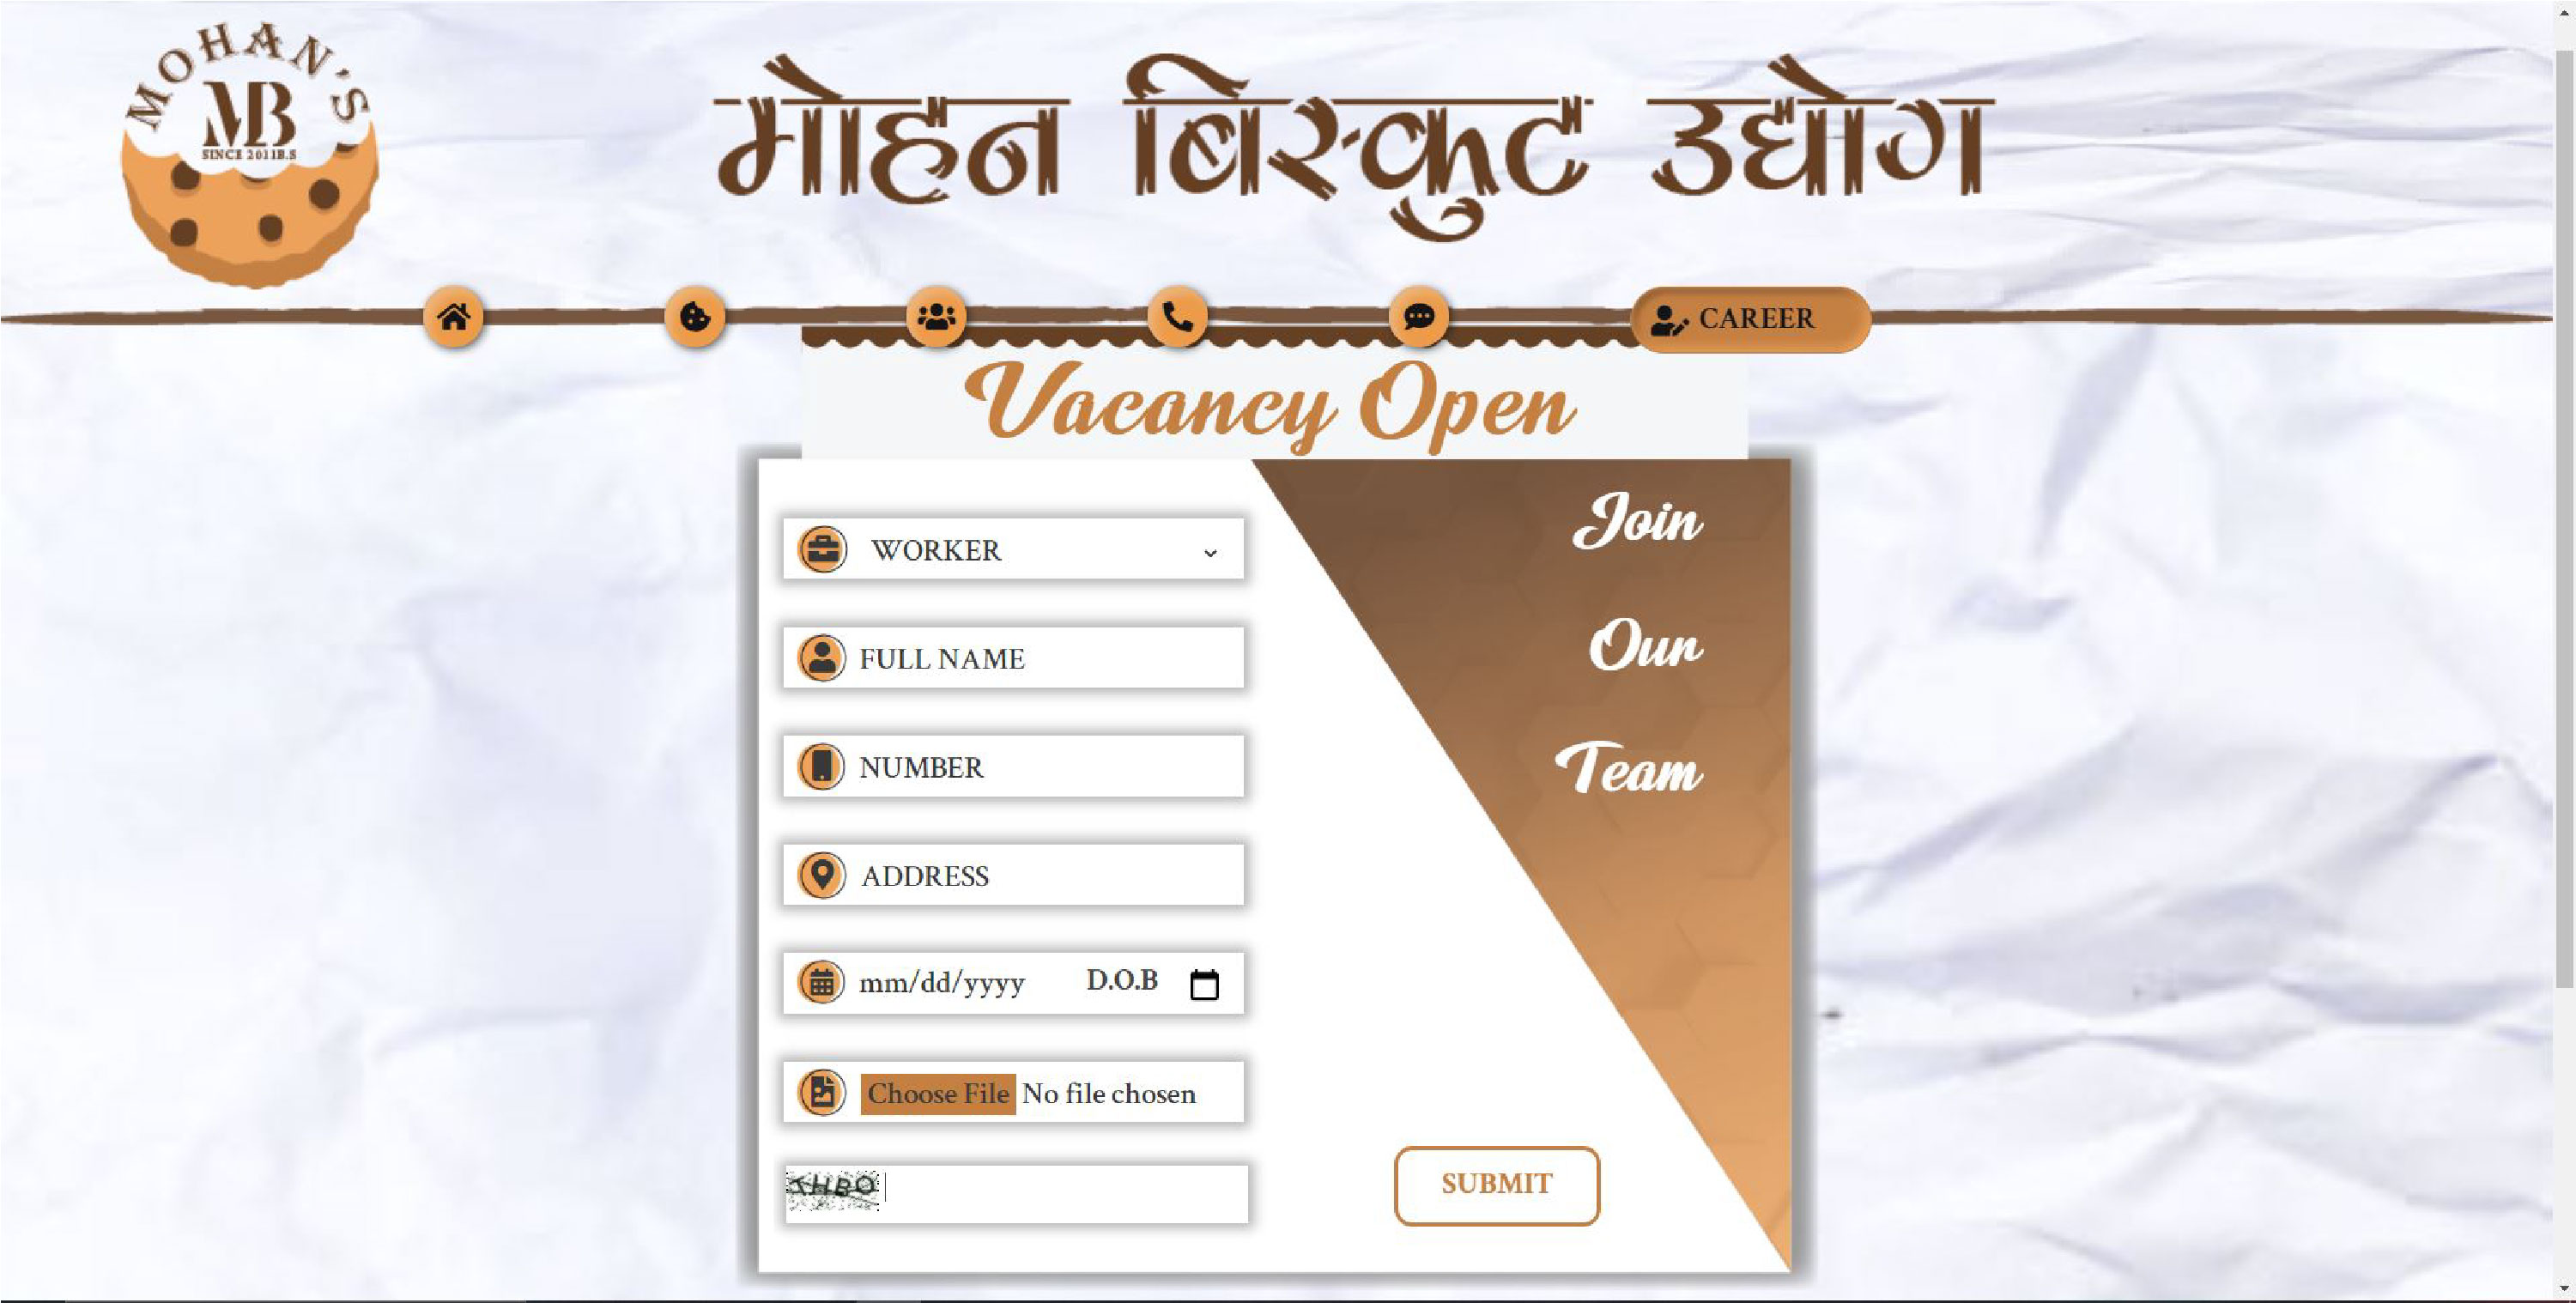 MOHAN'S
MB
SINCE 2011B.S
मोहन बिस्कुट उद्योग
CAREER
Vacancy Open
WORKER
FULL NAME
NUMBER
ADDRESS
mm/dd/yyyy D.O.B
Choose File No file chosen
Join
Our
Team
SUBMIT